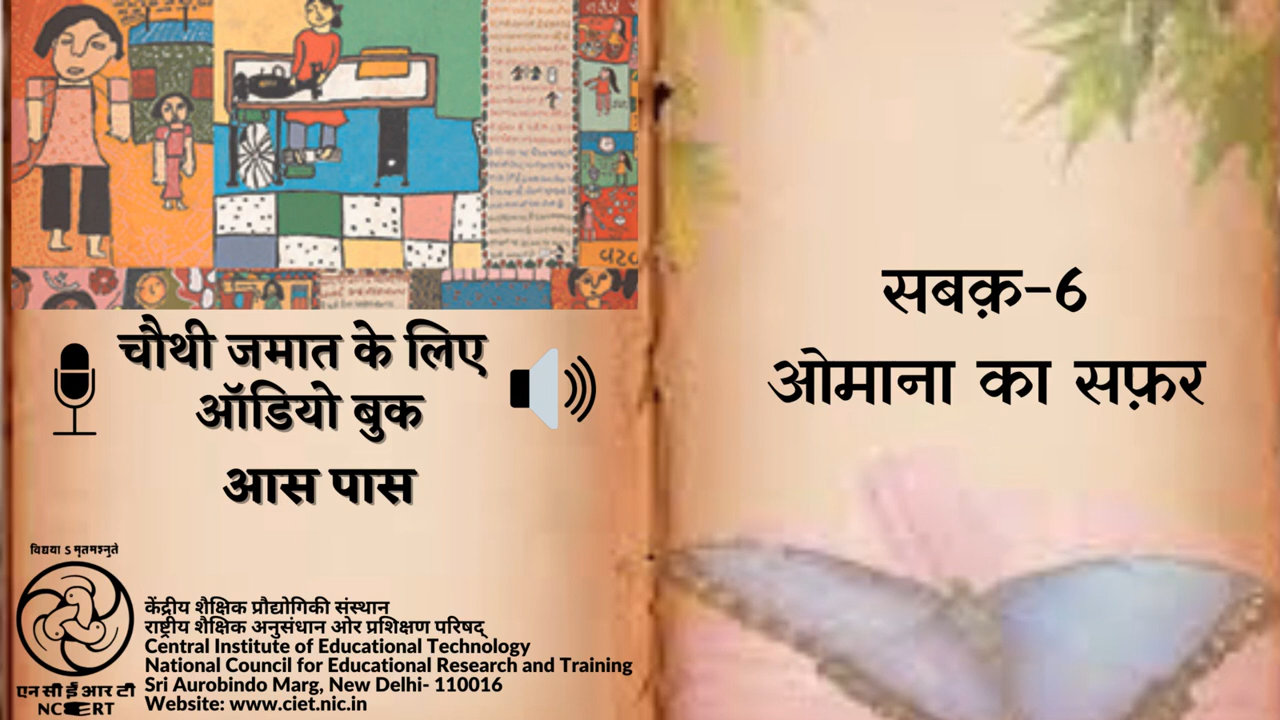 चौथी जमात के लिए
ऑडियो बुक
आस पास
विद्यया ऽ मृतमश्नुते
एन सी ई आर टी
NCERT
केंद्रीय शैक्षिक प्रौद्योगिकी संस्थान
राष्ट्रीय शैक्षिक अनुसंधान ओर प्रशिक्षण परिषद्
Central Institute of Educational Technology
National Council for Educational Research and Training
Sri Aurobindo Marg, New Delhi- 110016
Website: www.ciet.nic.in
सबक़-6
ओमाना का सफ़र